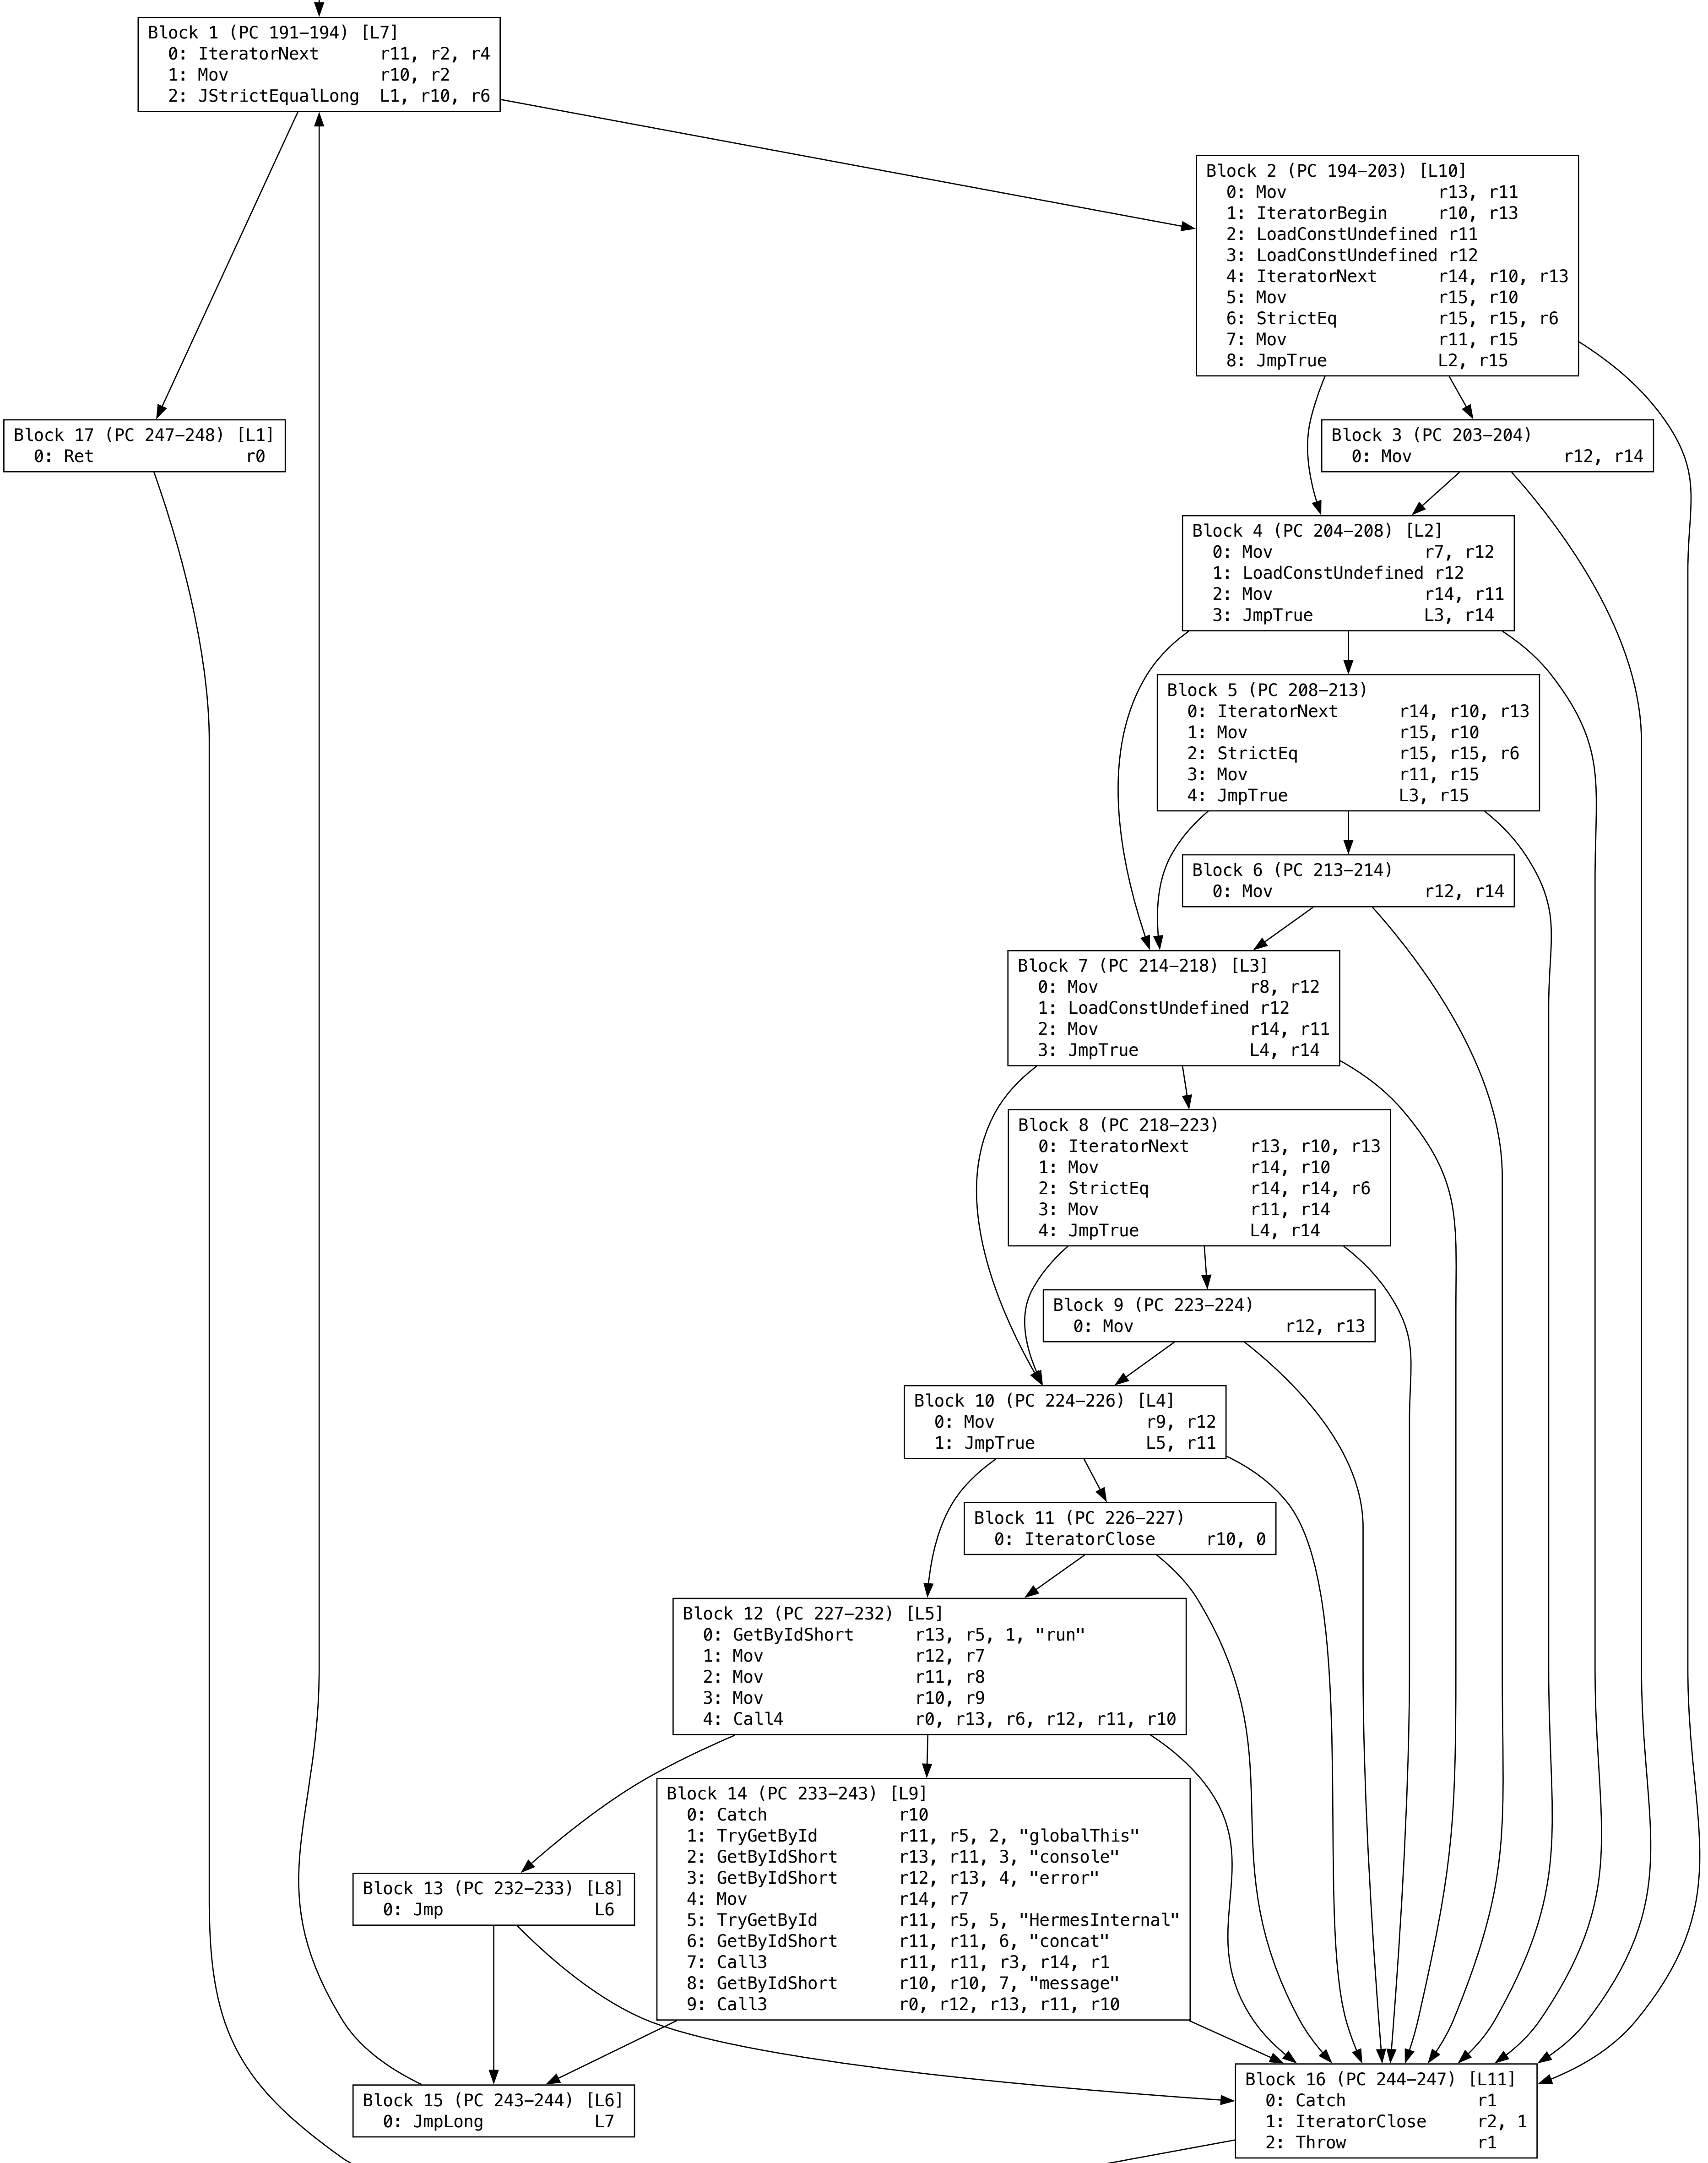 Block 1 (PC 191–194) [L7]
0: IteratorNext r11, r2, r4
1: Mov r10, r2
2: JStrictEqualLong L1, r10, r6
Block 2 (PC 194–203) [L10]
0: Mov r13, r11
1: IteratorBegin r10, r13
2: LoadConstUndefined r11
3: LoadConstUndefined r12
4: IteratorNext r14, r10, r13
5: Mov r15, r10
6: StrictEq r15, r15, r6
7: Mov r11, r15
8: JmpTrue L2, r15
Block 17 (PC 247–248) [L1]
0: Ret r0
Block 3 (PC 203–204)
0: Mov r12, r14
Block 4 (PC 204–208) [L2]
0: Mov r7, r12
1: LoadConstUndefined r12
2: Mov r14, r11
3: JmpTrue L3, r14
Block 5 (PC 208–213)
0: IteratorNext r14, r10, r13
1: Mov r15, r10
2: StrictEq r15, r15, r6
3: Mov r11, r15
4: JmpTrue L3, r15
Block 6 (PC 213–214)
0: Mov r12, r14
Block 7 (PC 214–218) [L3]
0: Mov r8, r12
1: LoadConstUndefined r12
2: Mov r14, r11
3: JmpTrue L4, r14
Block 8 (PC 218–223)
0: IteratorNext r13, r10, r13
1: Mov r14, r10
2: StrictEq r14, r14, r6
3: Mov r11, r14
4: JmpTrue L4, r14
Block 9 (PC 223–224)
0: Mov r12, r13
Block 10 (PC 224–226) [L4]
0: Mov r9, r12
1: JmpTrue L5, r11
Block 11 (PC 226–227)
0: IteratorClose r10, 0
Block 12 (PC 227–232) [L5]
0: GetByIdShort r13, r5, 1, "run"
1: Mov r12, r7
2: Mov r11, r8
3: Mov r10, r9
4: Call4 r0, r13, r6, r12, r11, r10
Block 14 (PC 233–243) [L9]
0: Catch r10
1: TryGetById r11, r5, 2, "globalThis"
2: GetByIdShort r13, r11, 3, "console"
3: GetByIdShort r12, r13, 4, "error"
4: Mov r14, r7
5: TryGetById r11, r5, 5, "HermesInternal"
6: GetByIdShort r11, r11, 6, "concat"
7: Call3 r11, r11, r3, r14, r1
8: GetByIdShort r10, r10, 7, "message"
9: Call3 r0, r12, r13, r11, r10
Block 13 (PC 232–233) [L8]
0: Jmp L6
Block 15 (PC 243–244) [L6]
0: JmpLong L7
Block 16 (PC 244–247) [L11]
0: Catch r1
1: IteratorClose r2, 1
2: Throw r1